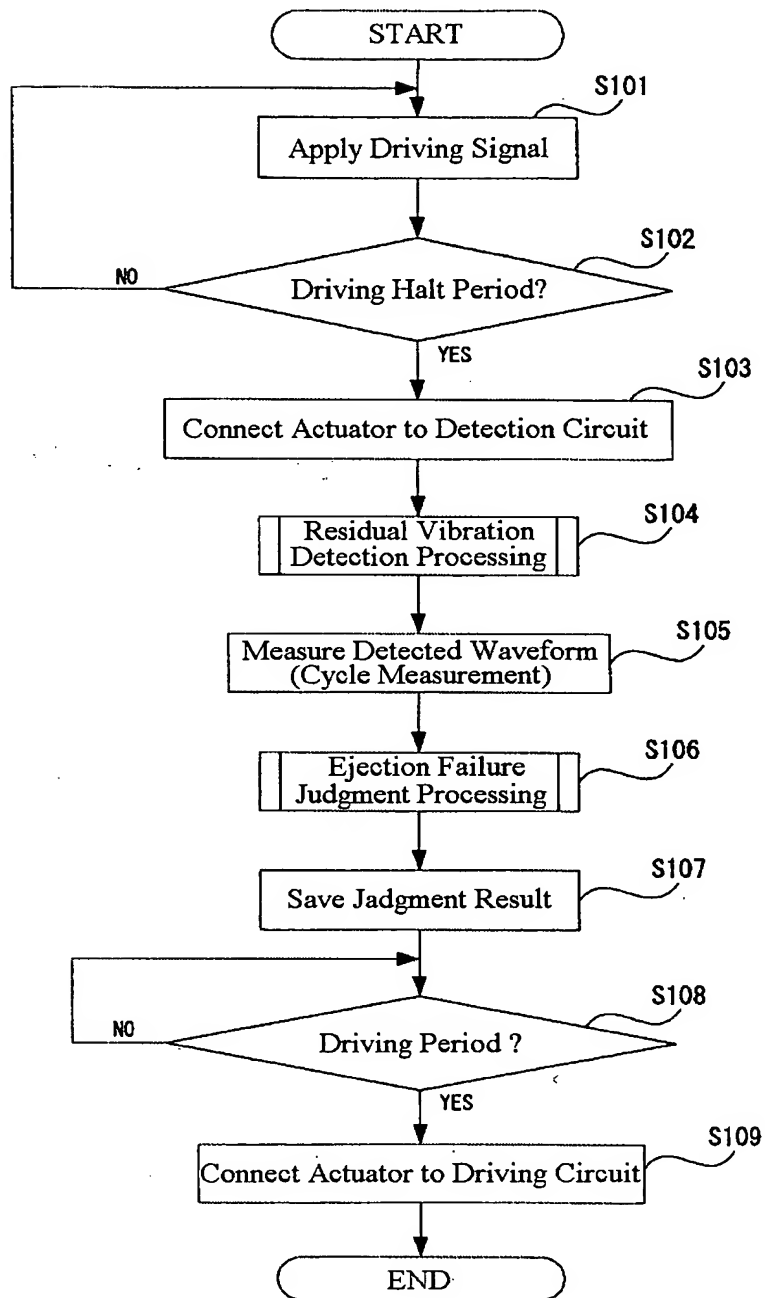 START
S101
Apply Driving Signal
S102
Driving Halt Period?
NO
YES
S103
Connect Actuator to Detection Circuit
S104
Residual Vibration
Detection Processing
S105
Measure Detected Waveform
(Cycle Measurement)
S106
Ejection Failure
Judgment Processing
S107
Save Jadgment Result
S108
Driving Period ?
NO
YES
S109
Connect Actuator to Driving Circuit
END